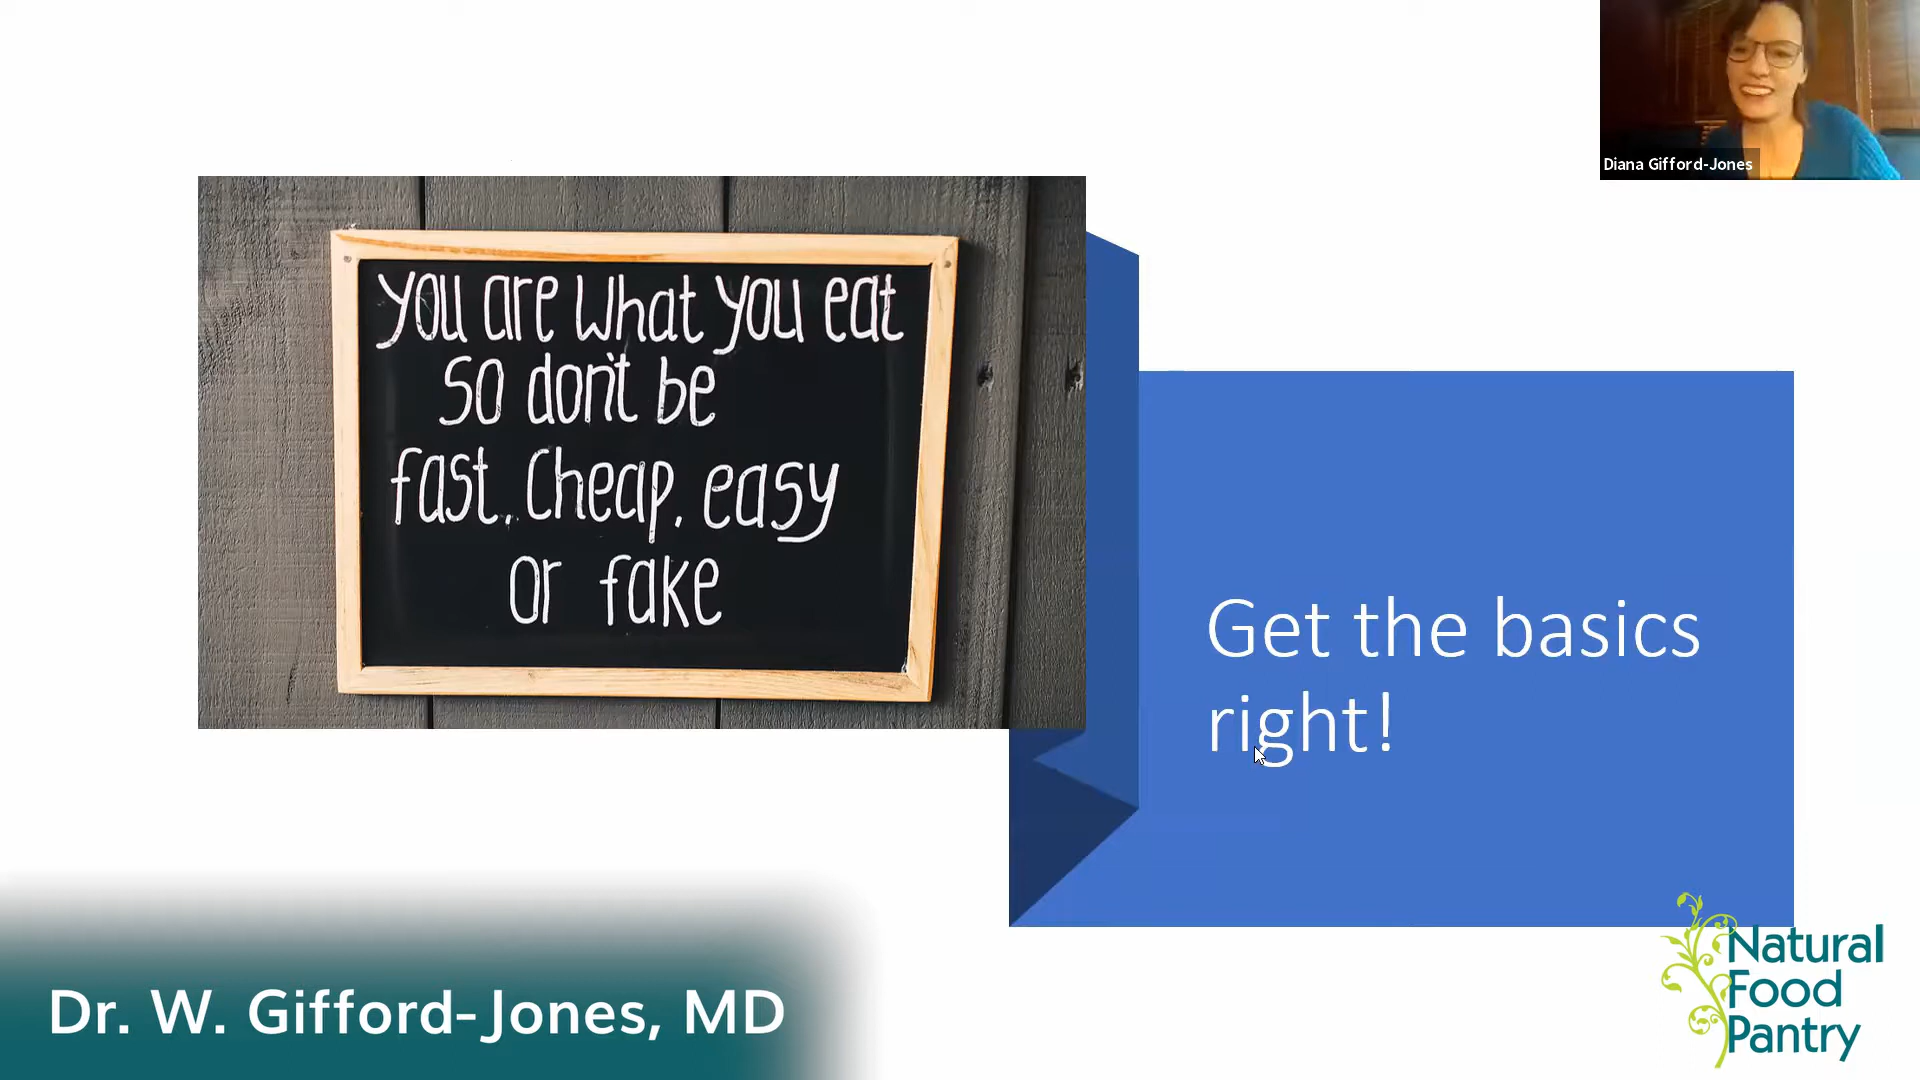 Diana Gifford-Jones
you are What you eat
so don't be
fast, Cheap, easy
or fake
Get the basics
right!
Dr. W. Gifford-Jones, MD
Natural
Food
Pantry